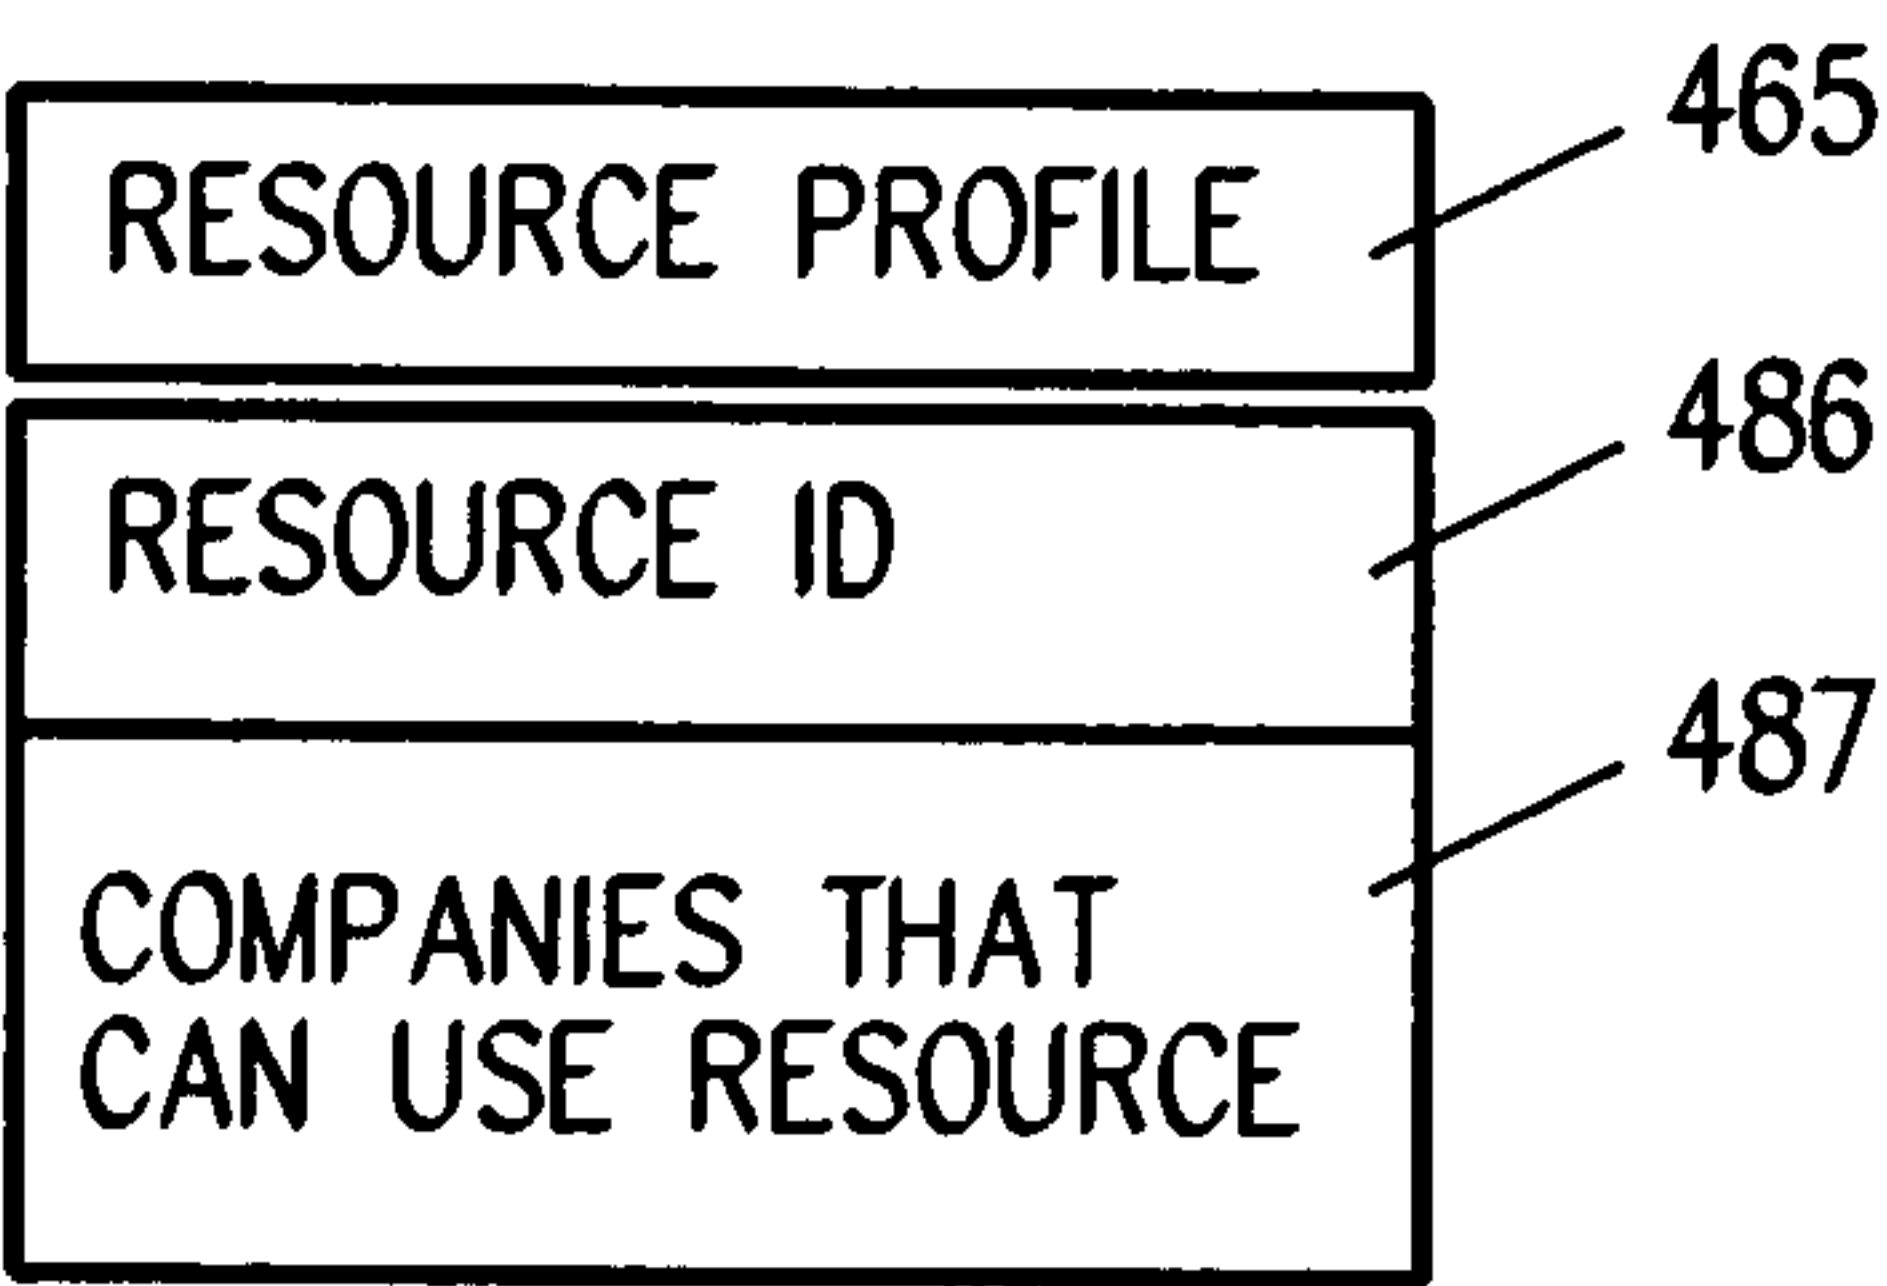 465
RESOURCE PROFILE
486
RESOURCE ID
487
COMPANIES THAT
CAN USE RESOURCE